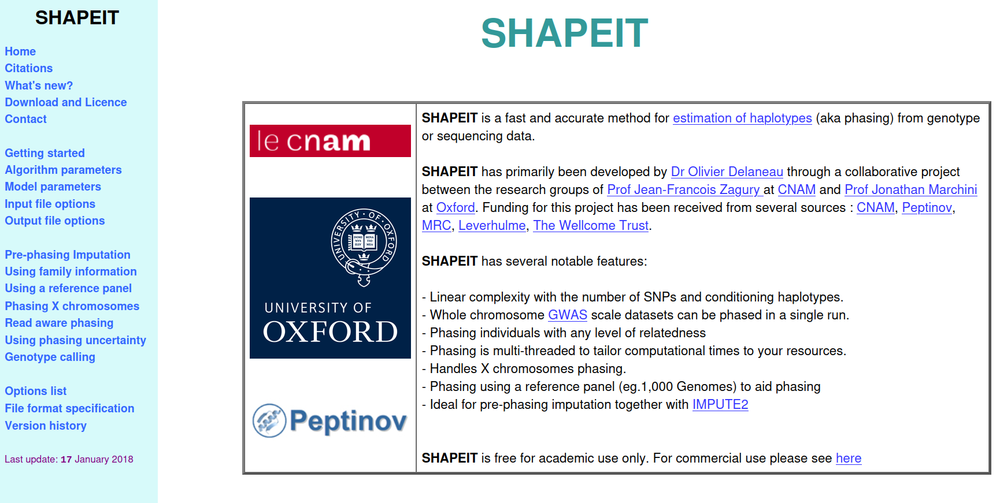 SHAPEIT
Home
Citations
What's new?
Download and Licence
Contact
Getting started
Algorithm parameters
Model parameters
Input file options
Output file options
Pre-phasing Imputation
Using family information
Using a reference panel
Phasing X chromosomes
Read aware phasing
Using phasing uncertainty
Genotype calling
Options list
File format specification
Version history
Last update: 17 January 2018
SHAPEIT
le cnam
UNIVERSITY · OF · OXFORD
DOMI MINA
NVS TIO
ILLV MEA
UNIVERSITY OF
OXFORD
Peptinov
SHAPEIT is a fast and accurate method for estimation of haplotypes (aka phasing) from genotype
or sequencing data.
SHAPEIT has primarily been developed by Dr Olivier Delaneau through a collaborative project
between the research groups of Prof Jean-Francois Zagury at CNAM and Prof Jonathan Marchini
at Oxford. Funding for this project has been received from several sources : CNAM, Peptinov,
MRC, Leverhulme, The Wellcome Trust.
SHAPEIT has several notable features:
- Linear complexity with the number of SNPs and conditioning haplotypes.
- Whole chromosome GWAS scale datasets can be phased in a single run.
- Phasing individuals with any level of relatedness
- Phasing is multi-threaded to tailor computational times to your resources.
- Handles X chromosomes phasing.
- Phasing using a reference panel (eg.1,000 Genomes) to aid phasing
- Ideal for pre-phasing imputation together with IMPUTE2
SHAPEIT is free for academic use only. For commercial use please see here